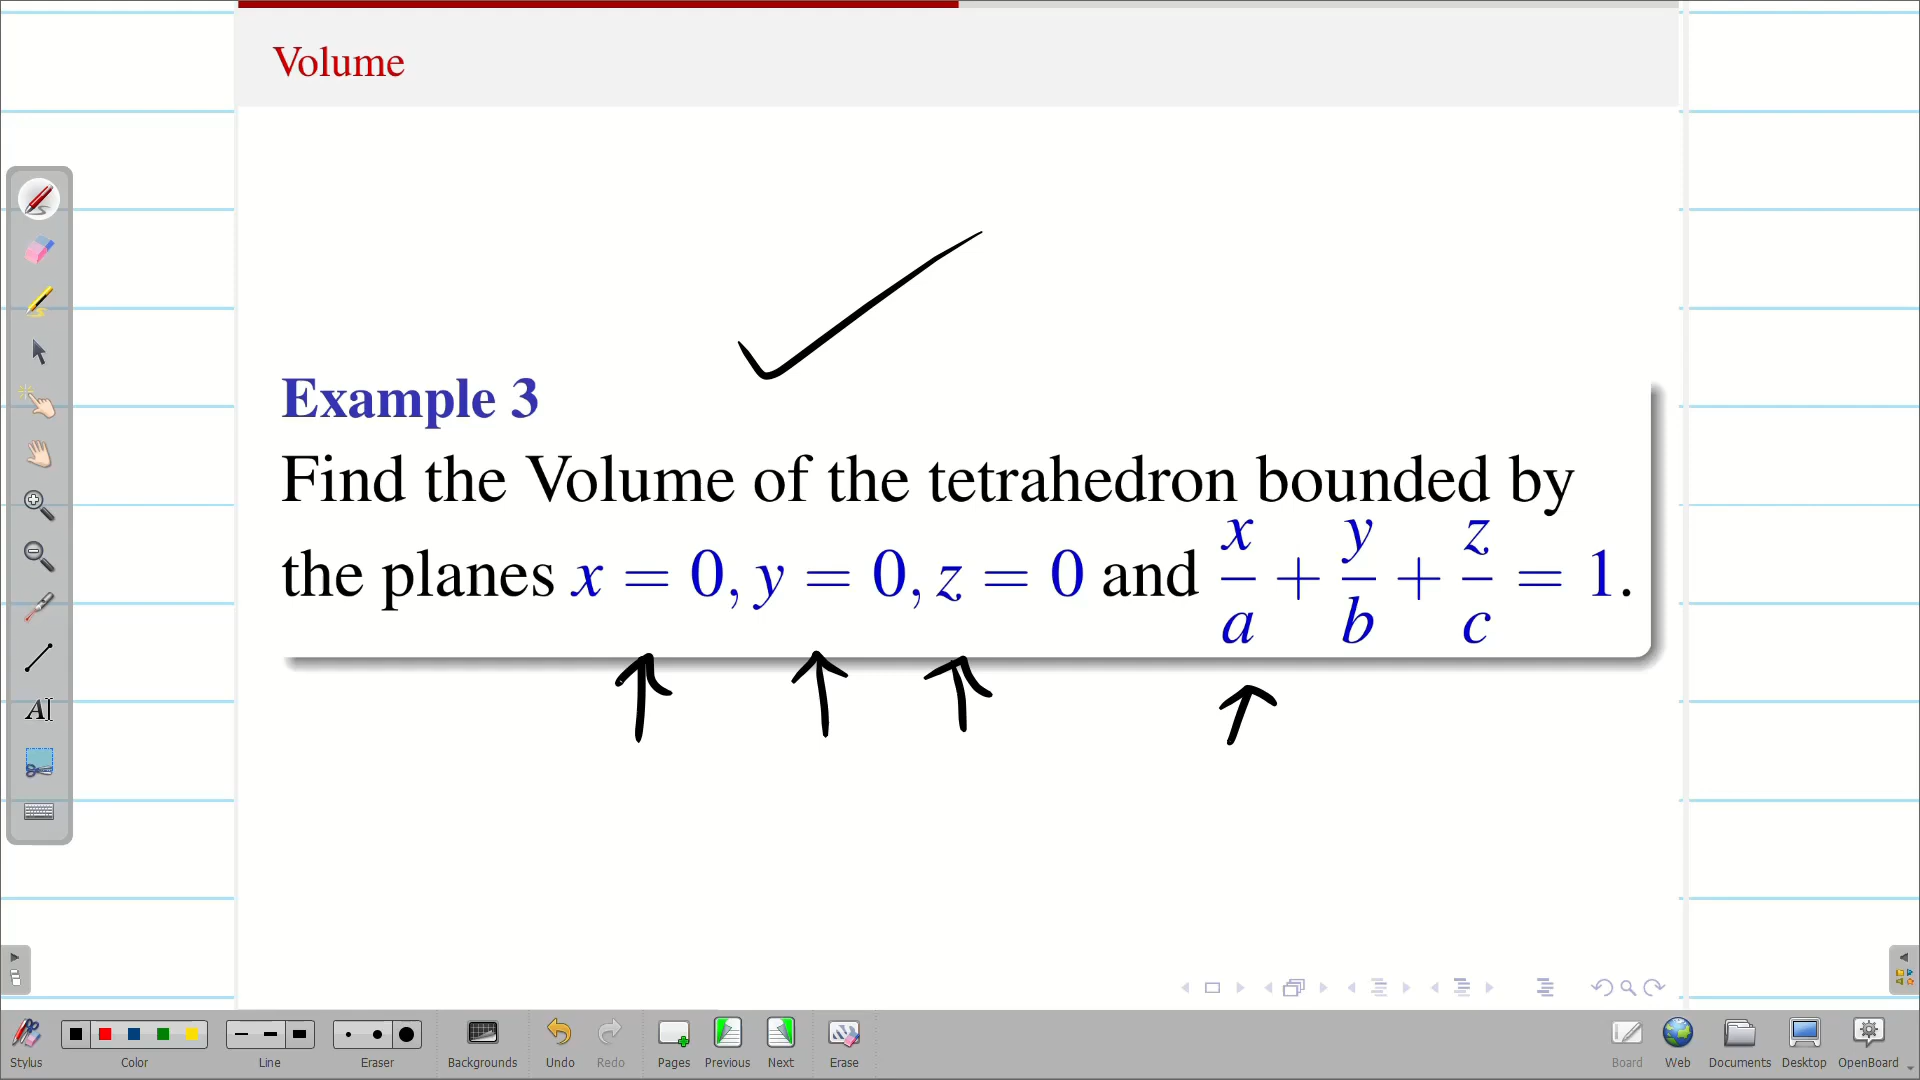 Volume
Example 3
Find the Volume of the tetrahedron bounded by
the planes x = 0, y = 0, z = 0 and x/a + y/b + z/c = 1.
Stylus Color Line Eraser Backgrounds Undo Redo Pages Previous Next Erase Board Web Documents Desktop OpenBoard